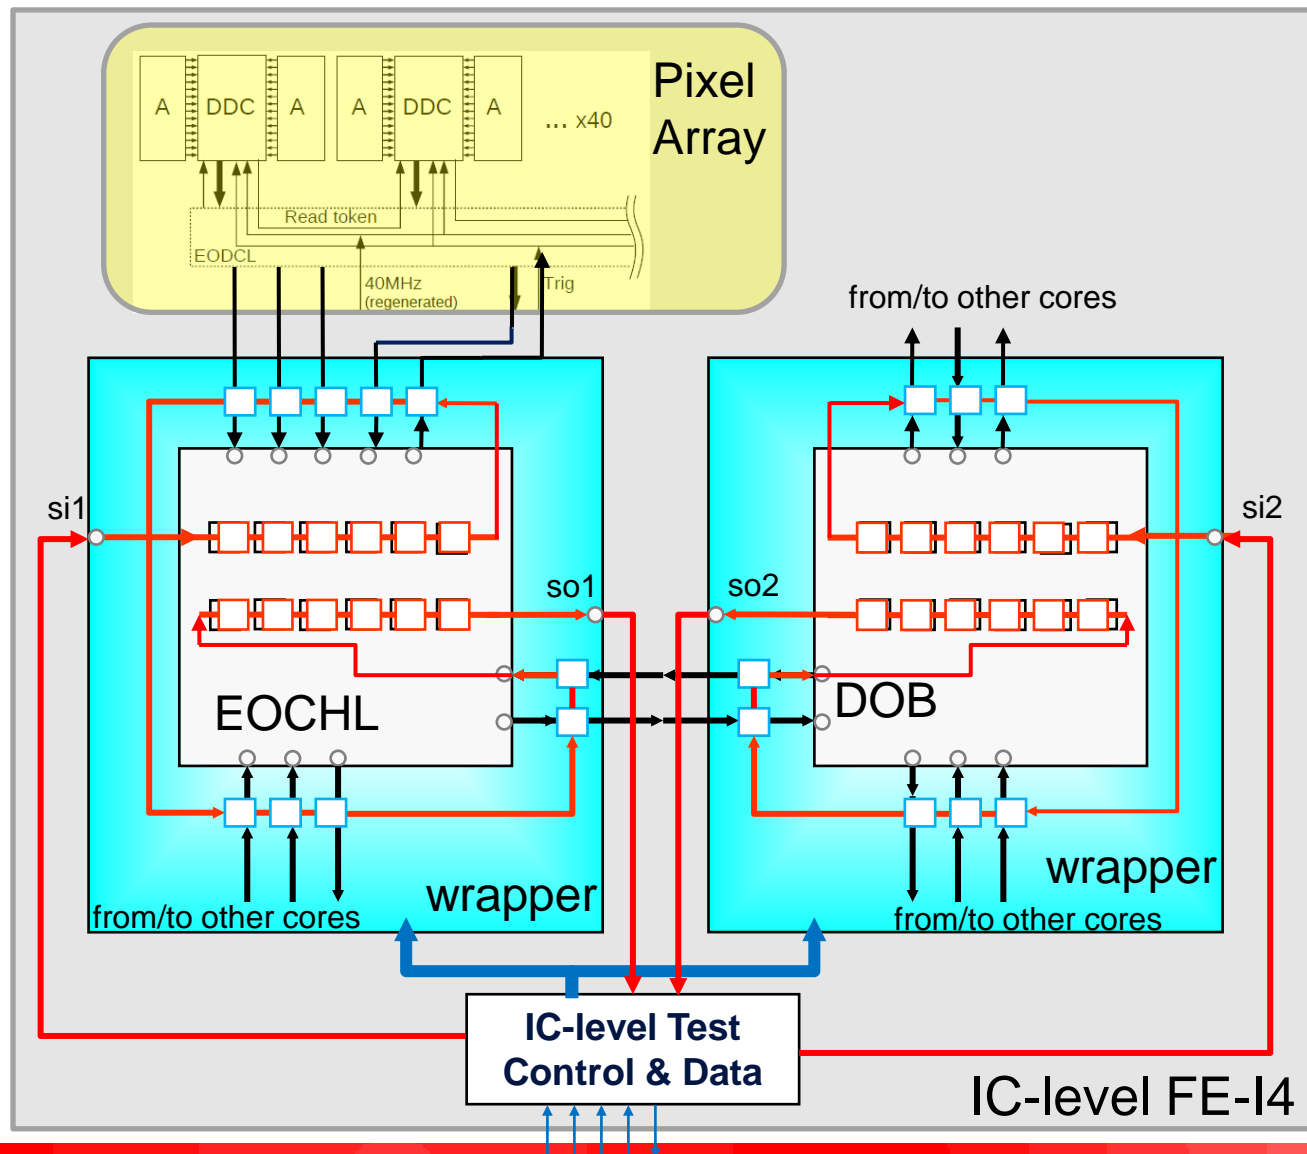 Pixel
Array
A DDC A A DDC A ... x40
Read token
EODCL
40MHz
(regenerated)
Trig
from/to other cores
si1
si2
so1
so2
EOCHL
DOB
wrapper
wrapper
from/to other cores
from/to other cores
IC-level Test
Control & Data
IC-level FE-I4